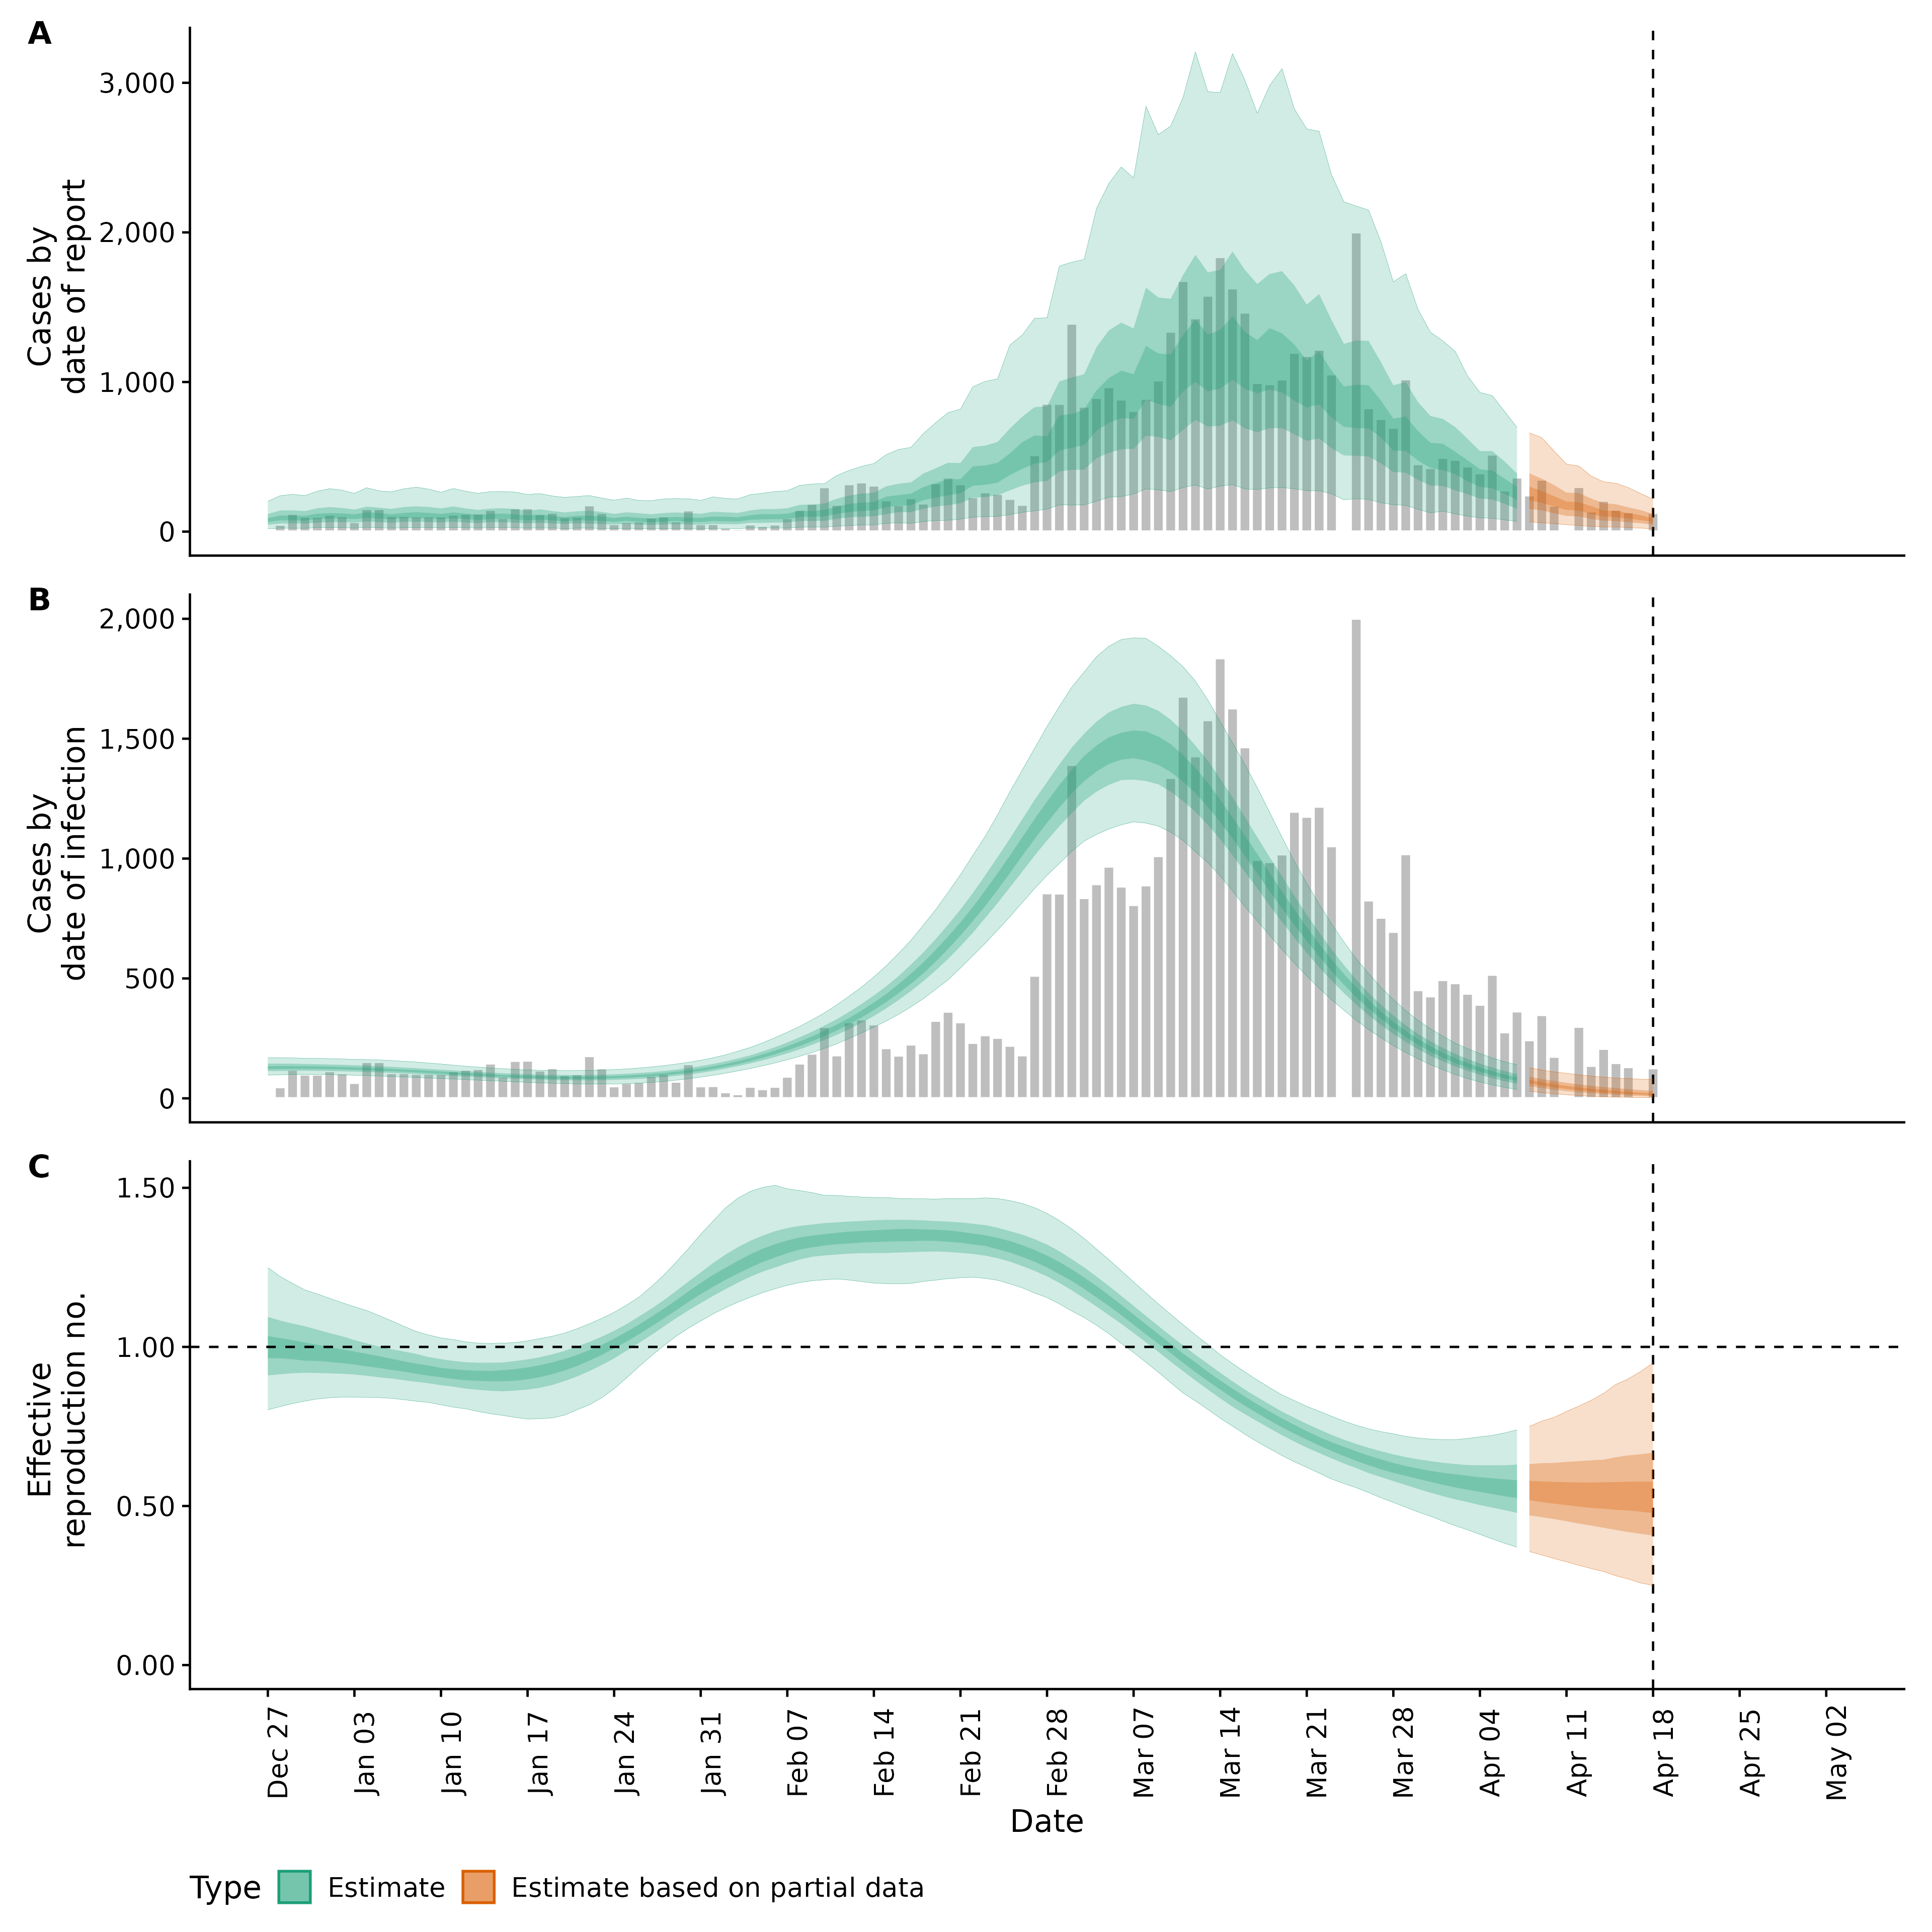 A
Cases by
date of report
3,000
2,000
1,000
0
B
Cases by
date of infection
2,000
1,500
1,000
500
0
C
Effective
reproduction no.
1.50
1.00
0.50
0.00
Dec 27
Jan 03
Jan 10
Jan 17
Jan 24
Jan 31
Feb 07
Feb 14
Feb 21
Feb 28
Mar 07
Mar 14
Mar 21
Mar 28
Apr 04
Apr 11
Apr 18
Apr 25
May 02
Date
Type Estimate Estimate based on partial data